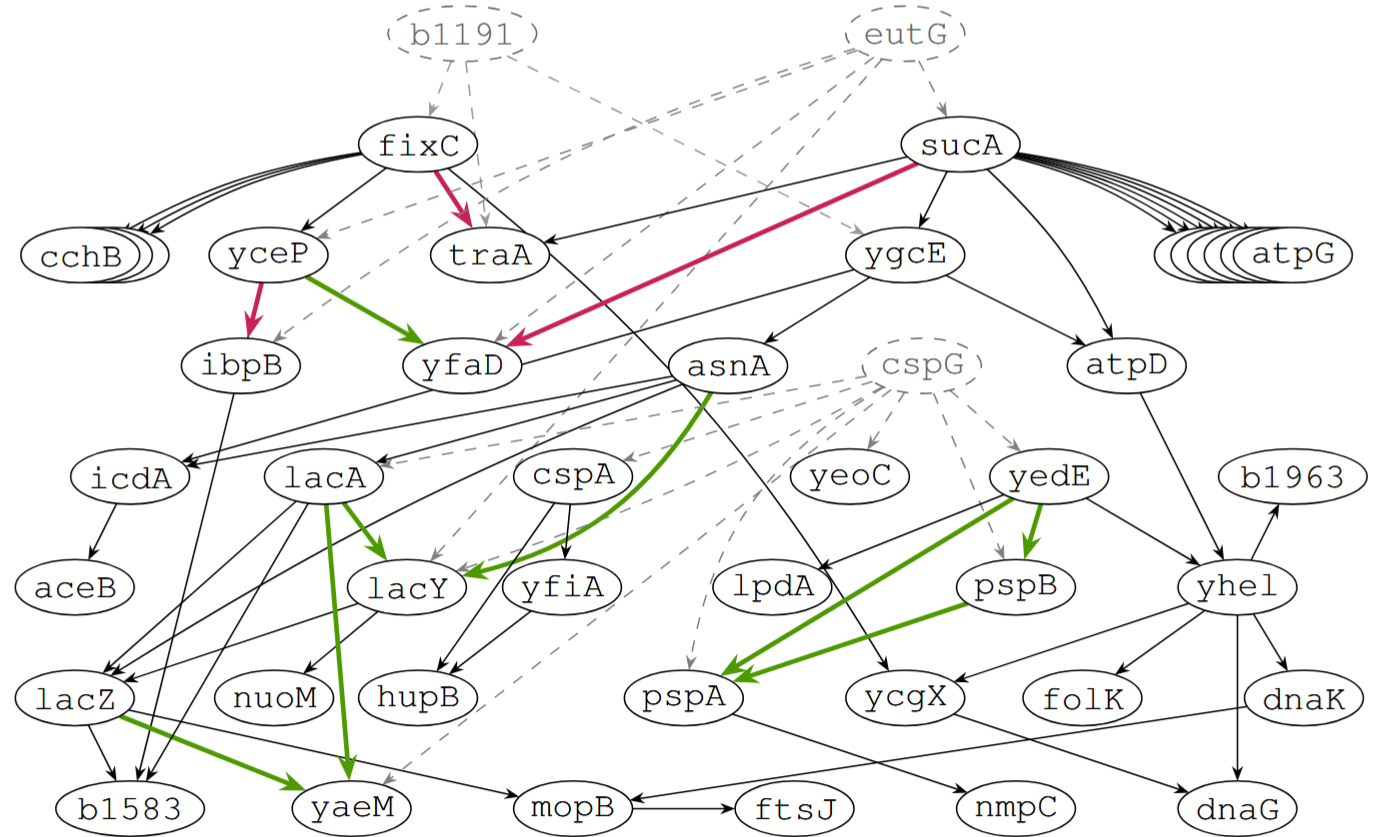 b1191 eutG
fixC sucA
cchB yceP traA ygcE atpG
ibpB yfaD asnA cspG atpD
icdA lacA cspA yeoC yedE b1963
aceB lacY yfiA lpdA pspB yhel
lacZ nuoM hupB pspA ycgX folK dnaK
b1583 yaeM mopB ftsJ nmpC dnaG